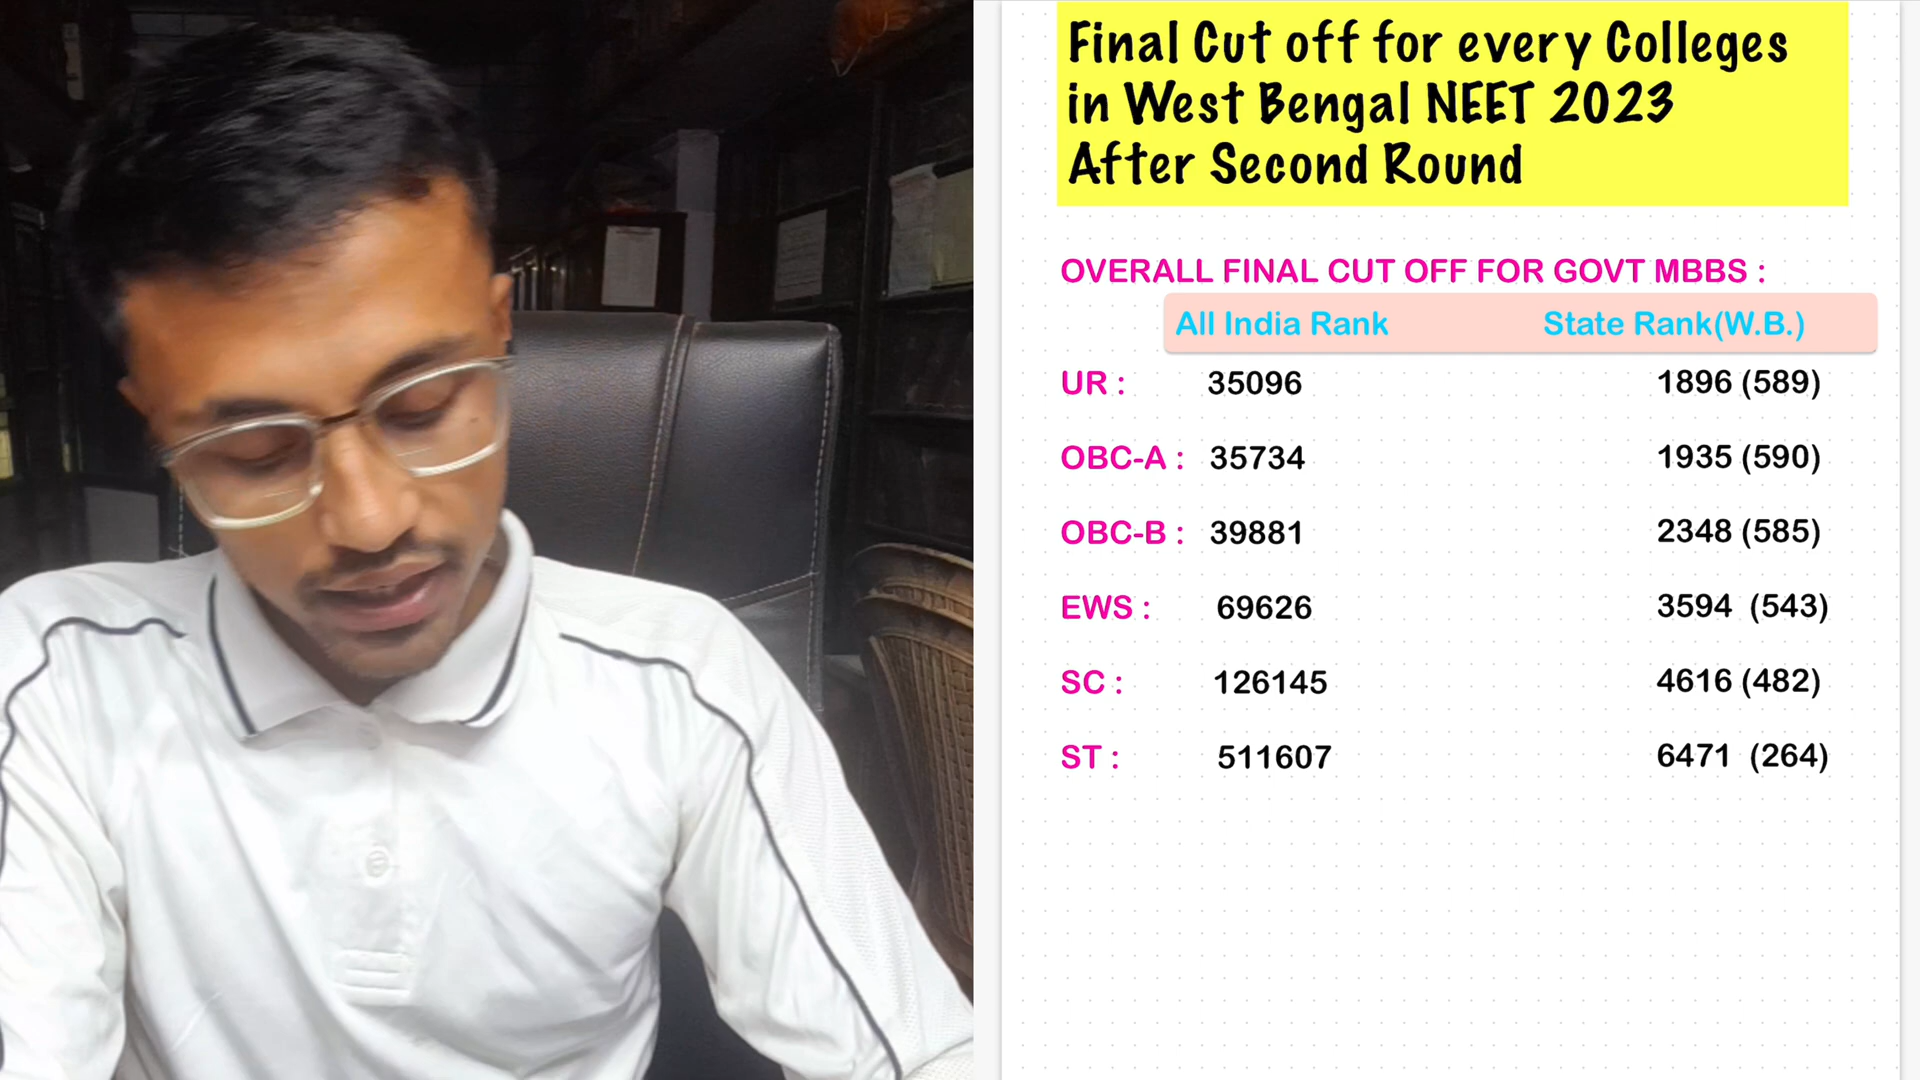 Final Cut off for every Colleges
in West Bengal NEET 2023
After Second Round
OVERALL FINAL CUT OFF FOR GOVT MBBS :
All India Rank State Rank(W.B.)
UR : 35096 1896 (589)
OBC-A : 35734 1935 (590)
OBC-B : 39881 2348 (585)
EWS : 69626 3594 (543)
SC : 126145 4616 (482)
ST : 511607 6471 (264)